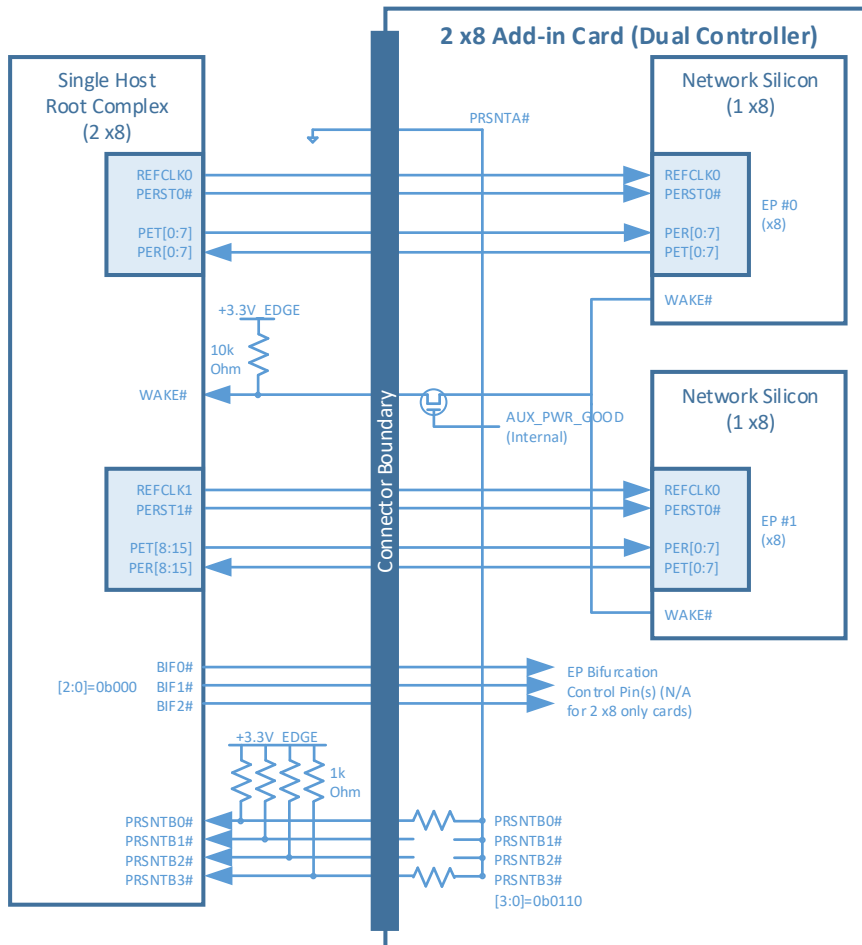 2 x8 Add-in Card (Dual Controller)
Single Host
Root Complex
(2 x8)
Network Silicon
(1 x8)
PRSNTA#
REFCLK0
PERST0#
PET[0:7]
PER[0:7]
REFCLK0
PERST0#
PER[0:7]
PET[0:7]
EP #0
(x8)
WAKE#
+3.3V_EDGE
10k
Ohm
WAKE#
Connector Boundary
AUX_PWR_GOOD
(Internal)
Network Silicon
(1 x8)
REFCLK1
PERST1#
PET[8:15]
PER[8:15]
REFCLK0
PERST0#
PER[0:7]
PET[0:7]
EP #1
(x8)
WAKE#
BIF0#
[2:0]=0b000
BIF1#
BIF2#
EP Bifurcation
Control Pin(s) (N/A
for 2 x8 only cards)
+3.3V_EDGE
1k
Ohm
PRSNTB0#
PRSNTB1#
PRSNTB2#
PRSNTB3#
PRSNTB0#
PRSNTB1#
PRSNTB2#
PRSNTB3#
[3:0]=0b0110